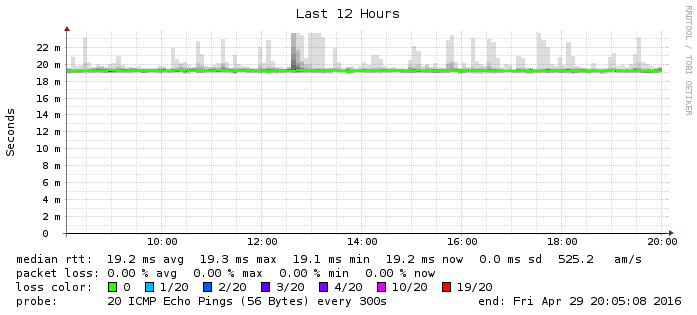 Last 12 Hours
RRDTOOL / TOBI OETIKER
Seconds
22 m
20 m
18 m
16 m
14 m
12 m
10 m
8 m
6 m
4 m
2 m
0
10:00 12:00 14:00 16:00 18:00 20:00
median rtt: 19.2 ms avg 19.3 ms max 19.1 ms min 19.2 ms now 0.0 ms sd 525.2 am/s
packet loss: 0.00 % avg 0.00 % max 0.00 % min 0.00 % now
loss color: 0 1/20 2/20 3/20 4/20 10/20 19/20
probe: 20 ICMP Echo Pings (56 Bytes) every 300s end: Fri Apr 29 20:05:08 2016